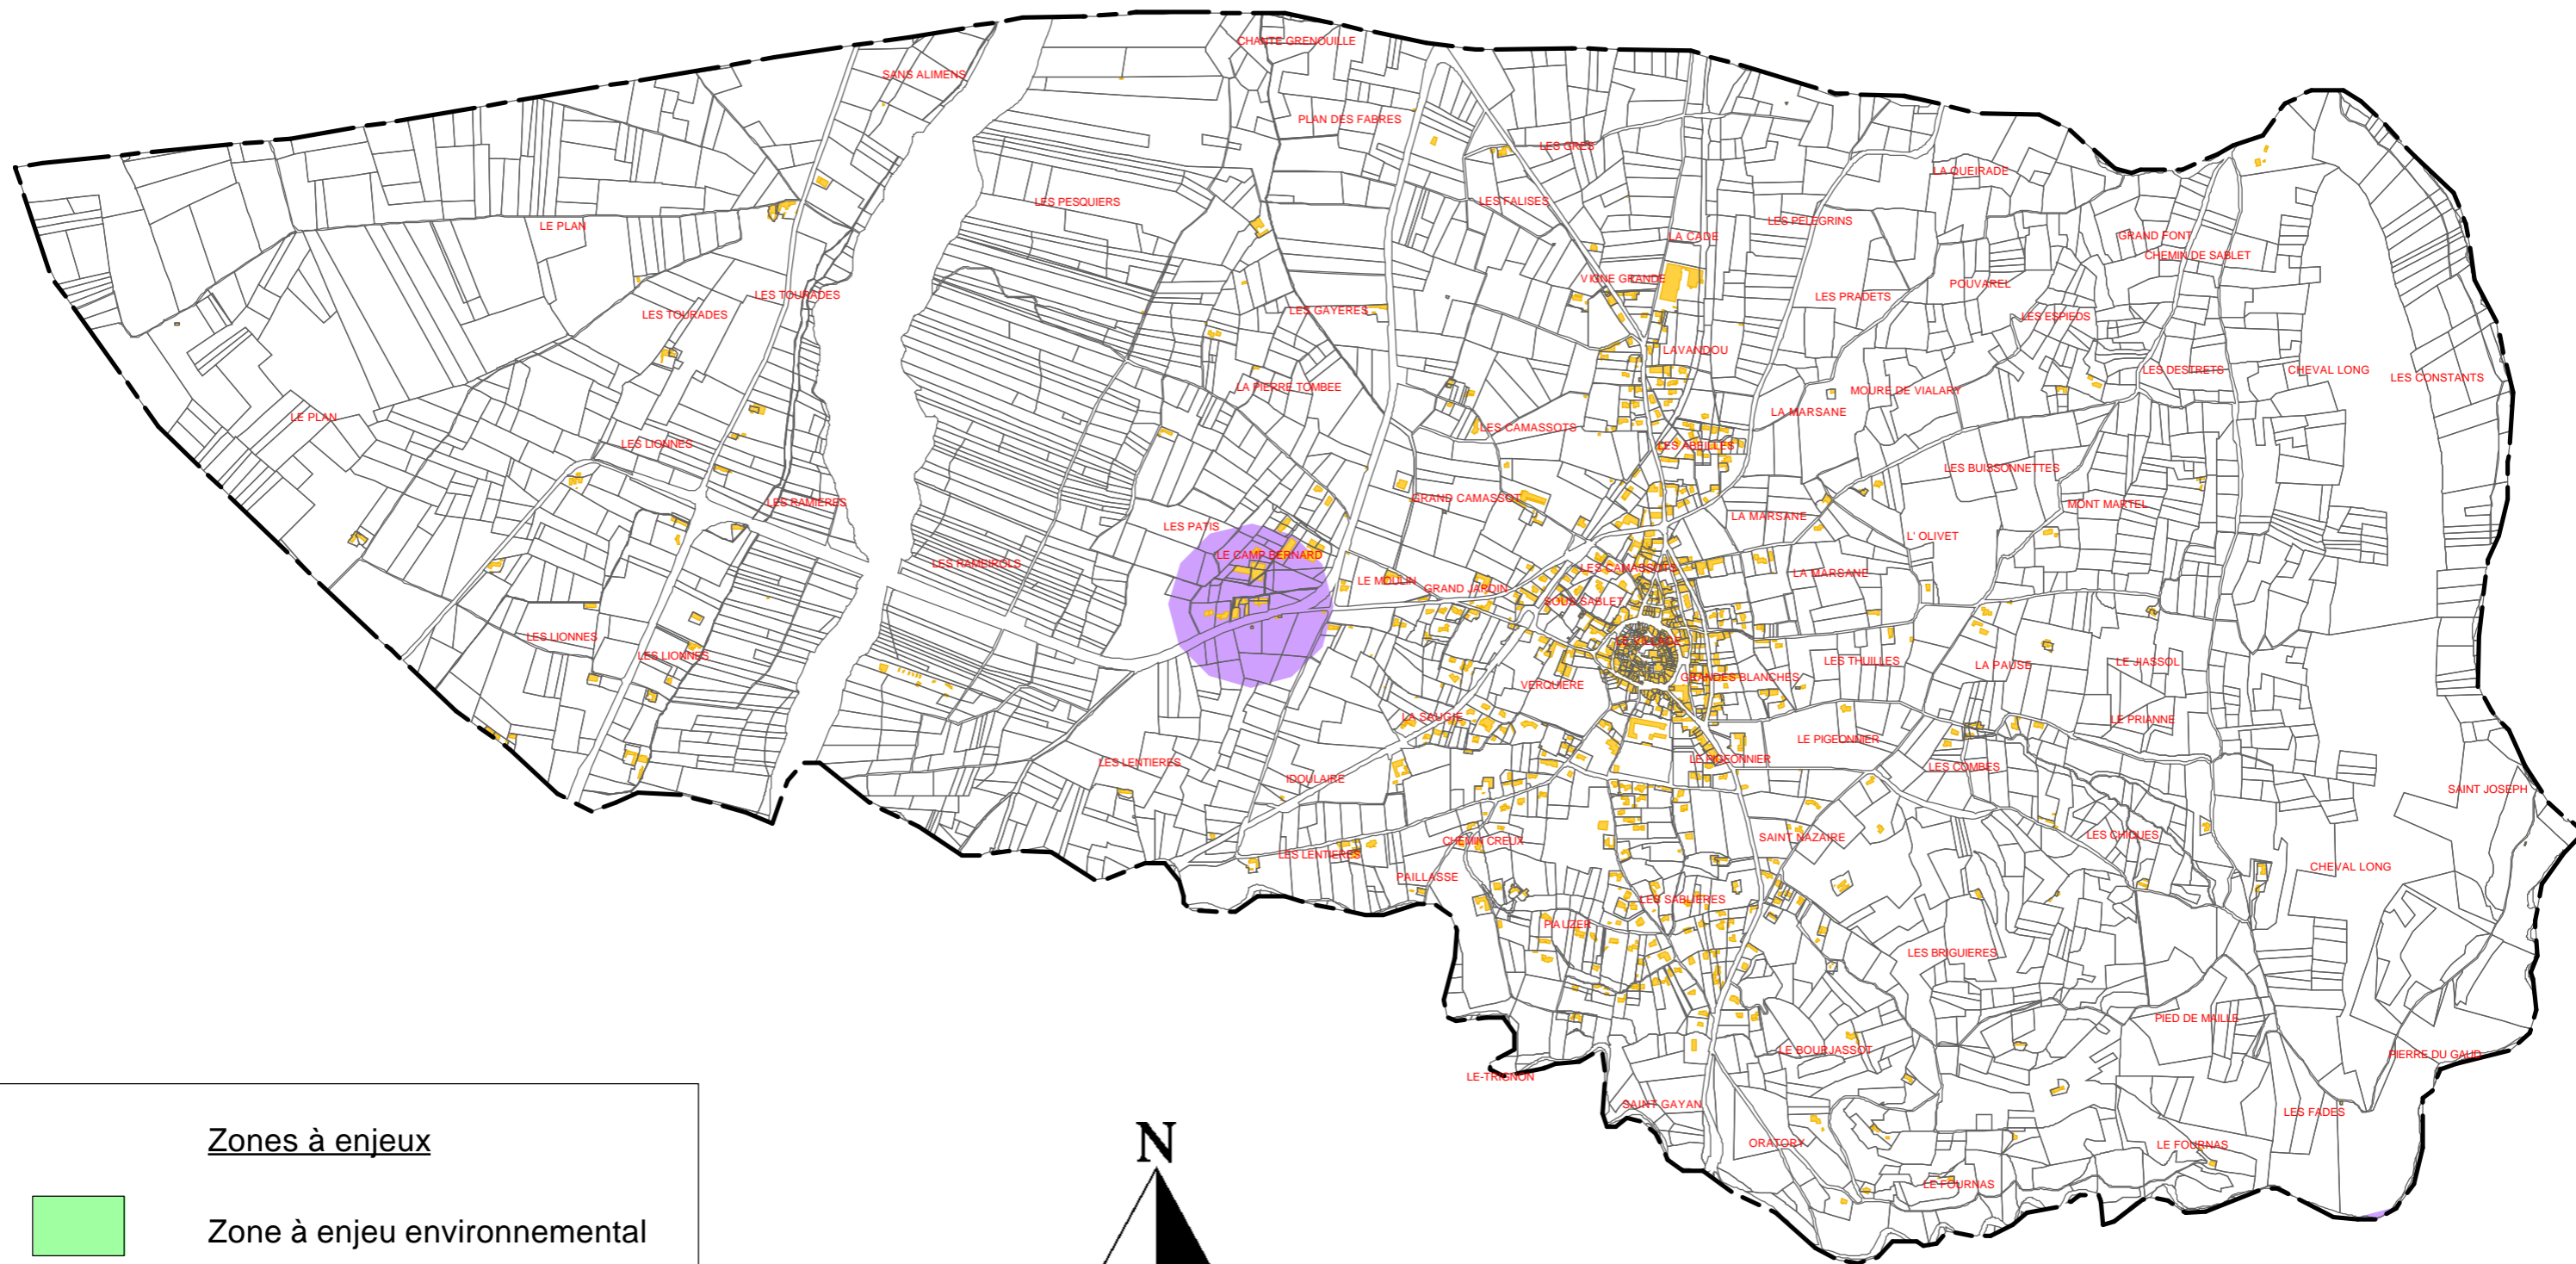 CHANTE GRENOUILLE
SANS ALIMENS
PLAN DES FABRES
LES GRES
LA QUEIRADE
LES PESQUIERS
LES FALISES
LE PLAN
LES PELEGRINS
LA CADE
GRAND FONT
CHEMIN DE SABLET
VIGNE GRANDE
POUVAREL
LES TOURADES
LES PRADETS
LES TOURADES
LES GAYERES
LES ESPIEDS
LAVANDOU
LES DESTRETS
CHEVAL LONG
LES CONSTANTS
LA PIERRE TOMBEE
MOURE DE VIALARY
LE PLAN
LA MARSANE
LES CAMASSOTS
LES LIONNES
LES ABEILLES
LES BUISSONNETTES
GRAND CAMASSOT
LES RAMIERES
MONT MARTEL
LA MARSANE
LES PATIS
L' OLIVET
LE CAMP BERNARD
LES RAMEIROLS
LES CAMASSOTS
LA MARSANE
LE MOULIN
GRAND JARDIN
SOUS SABLET
LES LIONNES
LE VILLAGE
LES LIONNES
LES THUILLES
LA PAUSE
LE JIASSOL
GRANDES BLANCHES
VERQUIERE
LA SAUGIE
LE PRIANNE
LE PIGEONNIER
LE PIGEONNIER
LES LENTIERES
LES COMBES
IDOULAIRE
SAINT JOSEPH
SAINT NAZAIRE
LES CHIQUES
CHEMIN CREUX
LES LENTIERES
CHEVAL LONG
PAILLASSE
LES SABLIERES
PIAUZER
LES BRIGUIERES
PIED DE MAILLE
LE BOURJASSOT
PIERRE DU GAUD
LE-TRIGNON
SAINT GAYAN
LES FADES
ORATORY
LE FOURNAS
LE FOURNAS
Zones à enjeux
Zone à enjeu environnemental
N